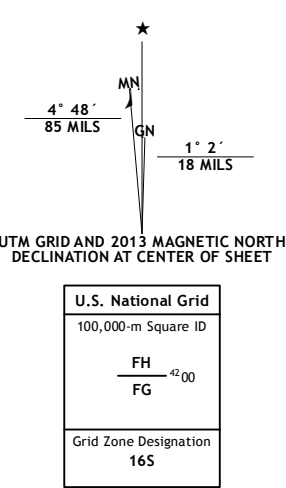 ★
MN
4° 48´
85 MILS
GN
1° 2´
18 MILS
UTM GRID AND 2013 MAGNETIC NORTH
DECLINATION AT CENTER OF SHEET
U.S. National Grid
100,000-m Square ID
FH
4200
FG
Grid Zone Designation
16S